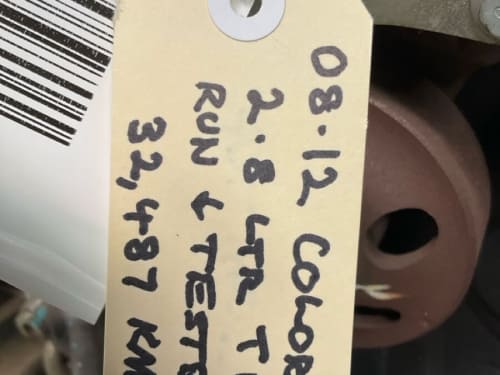 08-12 COLOR
2.8 LTR T
RUN & TESTE
32,487 KM